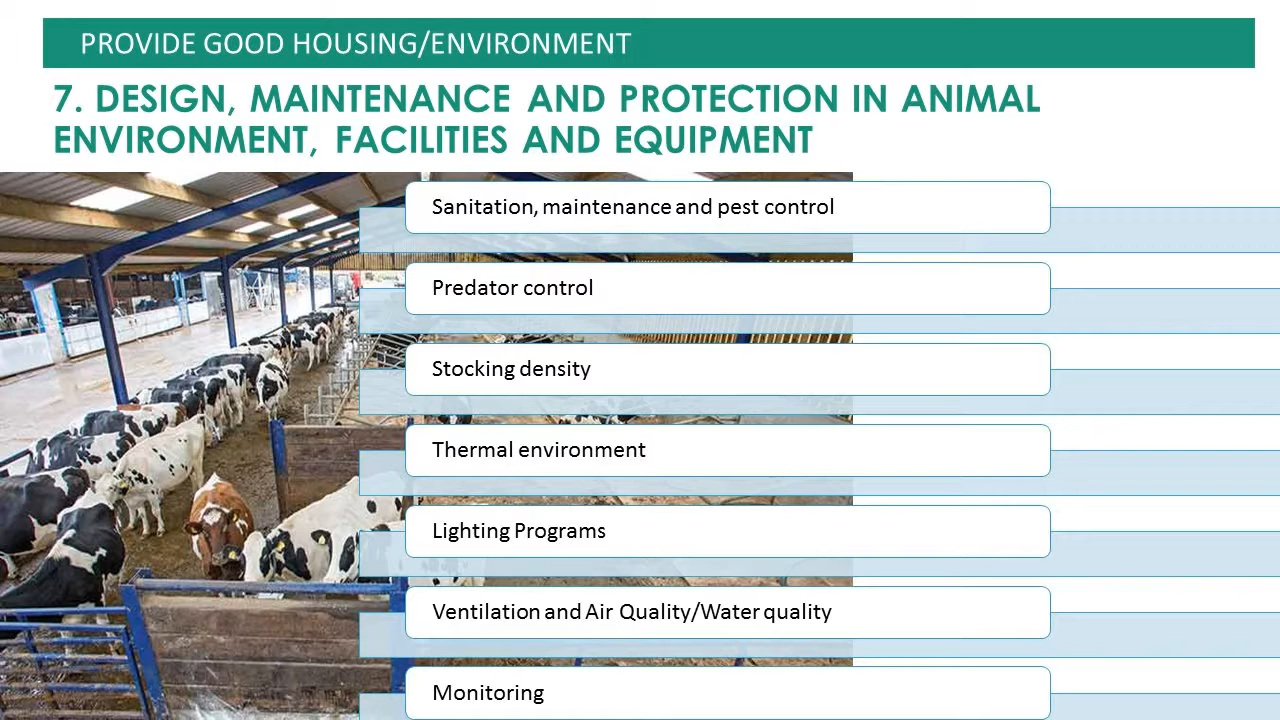 PROVIDE GOOD HOUSING/ENVIRONMENT
7. DESIGN, MAINTENANCE AND PROTECTION IN ANIMAL
ENVIRONMENT, FACILITIES AND EQUIPMENT
Sanitation, maintenance and pest control
Predator control
Stocking density
Thermal environment
Lighting Programs
Ventilation and Air Quality/Water quality
Monitoring